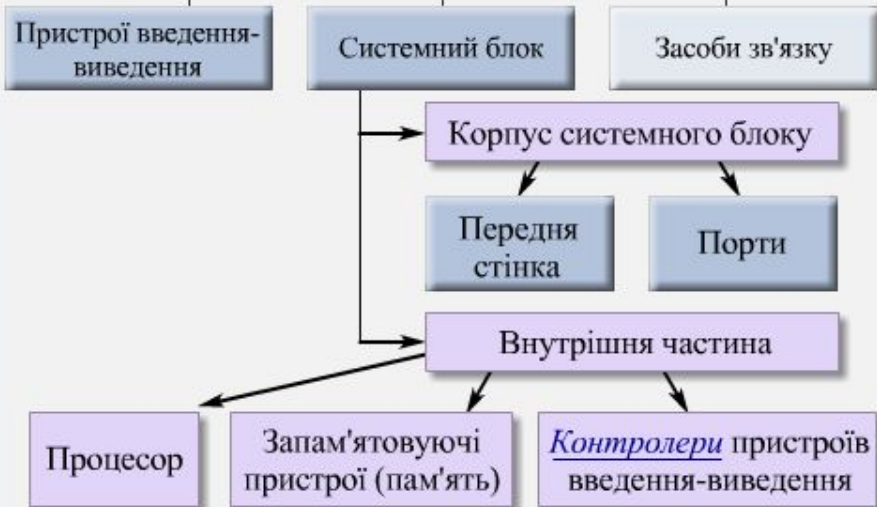 Пристрої введення-
виведення
Системний блок
Засоби зв'язку
Корпус системного блоку
Передня
стінка
Порти
Внутрішня частина
Процесор
Запам'ятовуючі
пристрої (пам'ять)
Контролери пристроїв
введення-виведення